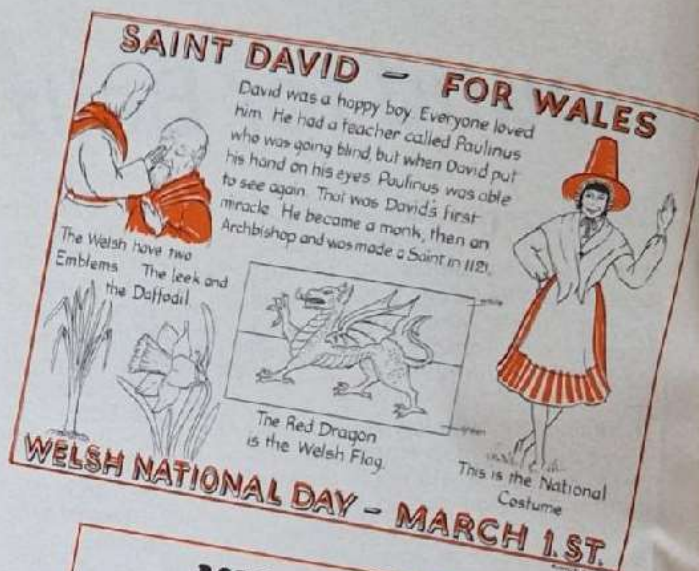 SAINT DAVID – FOR WALES
David was a happy boy. Everyone loved
him. He had a teacher called Paulinus
who was going blind, but when David put
his hand on his eyes Paulinus was able
to see again. That was David's first
miracle. He became a monk, then an
Archbishop and was made a Saint in 1121.
The Welsh have two
Emblems The Leek and
the Daffodil
white
green
The Red Dragon
is the Welsh Flag.
This is the National
Costume
WELSH NATIONAL DAY – MARCH 1.ST.